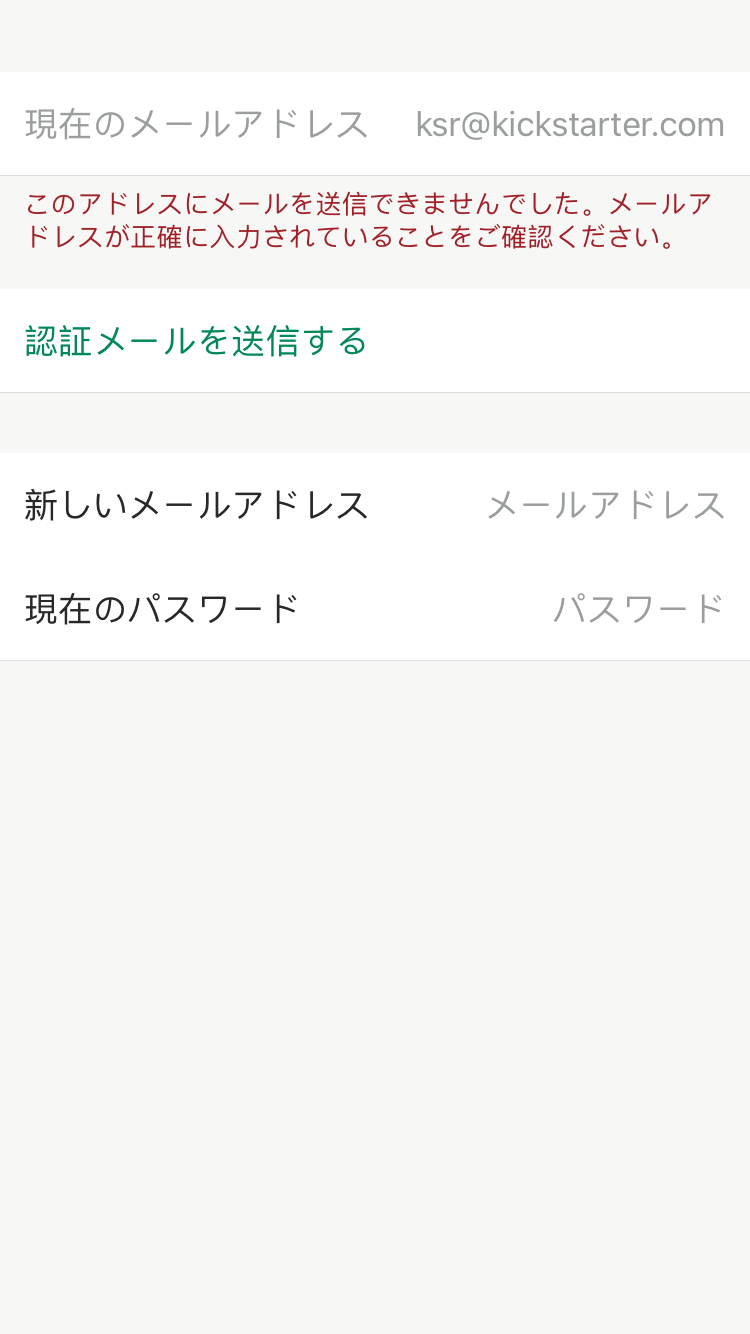 現在のメールアドレス ksr@kickstarter.com
このアドレスにメールを送信できませんでした。メールア
ドレスが正確に入力されていることをご確認ください。
認証メールを送信する
新しいメールアドレス メールアドレス
現在のパスワード パスワード